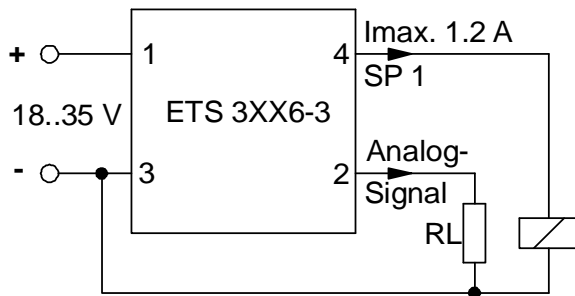 Imax. 1.2 A
+ 1 4
SP 1
18..35 V ETS 3XX6-3
Analog-
- 3 2
Signal
RL